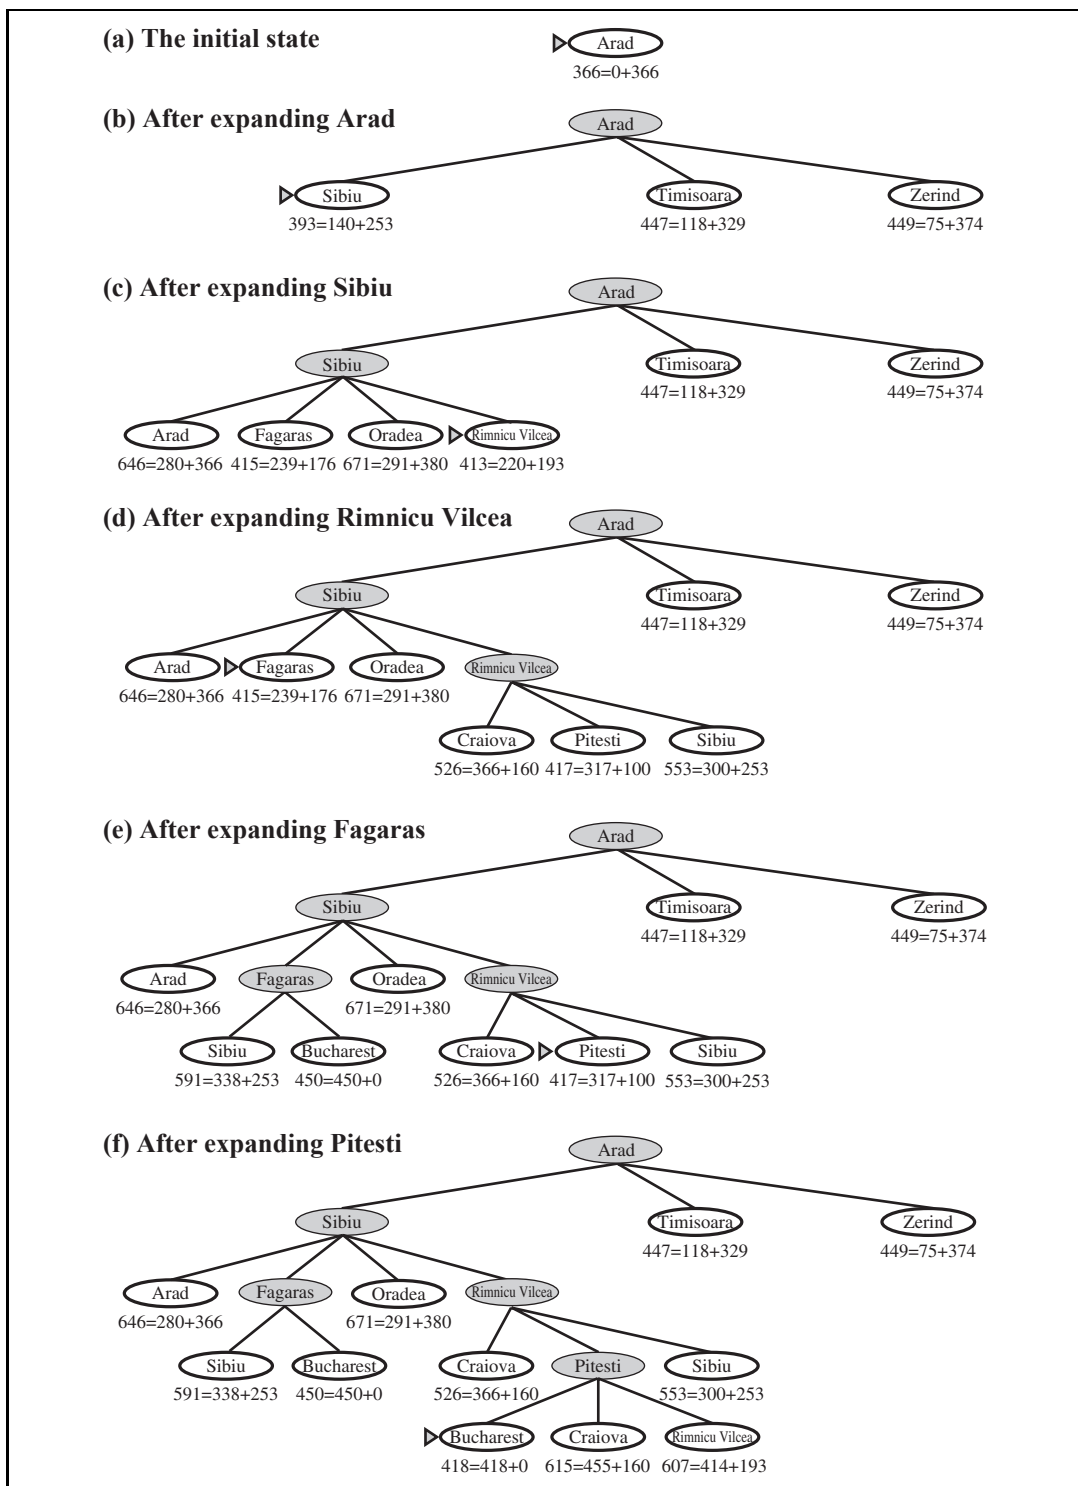 (a) The initial state
Arad
366=0+366
(b) After expanding Arad
Arad
Sibiu Timisoara Zerind
393=140+253 447=118+329 449=75+374
(c) After expanding Sibiu
Arad
Sibiu Timisoara Zerind
447=118+329 449=75+374
Arad Fagaras Oradea Rimnicu Vilcea
646=280+366 415=239+176 671=291+380 413=220+193
(d) After expanding Rimnicu Vilcea
Arad
Sibiu Timisoara Zerind
447=118+329 449=75+374
Arad Fagaras Oradea Rimnicu Vilcea
646=280+366 415=239+176 671=291+380
Craiova Pitesti Sibiu
526=366+160 417=317+100 553=300+253
(e) After expanding Fagaras
Arad
Sibiu Timisoara Zerind
447=118+329 449=75+374
Arad Fagaras Oradea Rimnicu Vilcea
646=280+366 671=291+380
Sibiu Bucharest Craiova Pitesti Sibiu
591=338+253 450=450+0 526=366+160 417=317+100 553=300+253
(f) After expanding Pitesti
Arad
Sibiu Timisoara Zerind
447=118+329 449=75+374
Arad Fagaras Oradea Rimnicu Vilcea
646=280+366 671=291+380
Sibiu Bucharest Craiova Pitesti Sibiu
591=338+253 450=450+0 526=366+160 553=300+253
Bucharest Craiova Rimnicu Vilcea
418=418+0 615=455+160 607=414+193